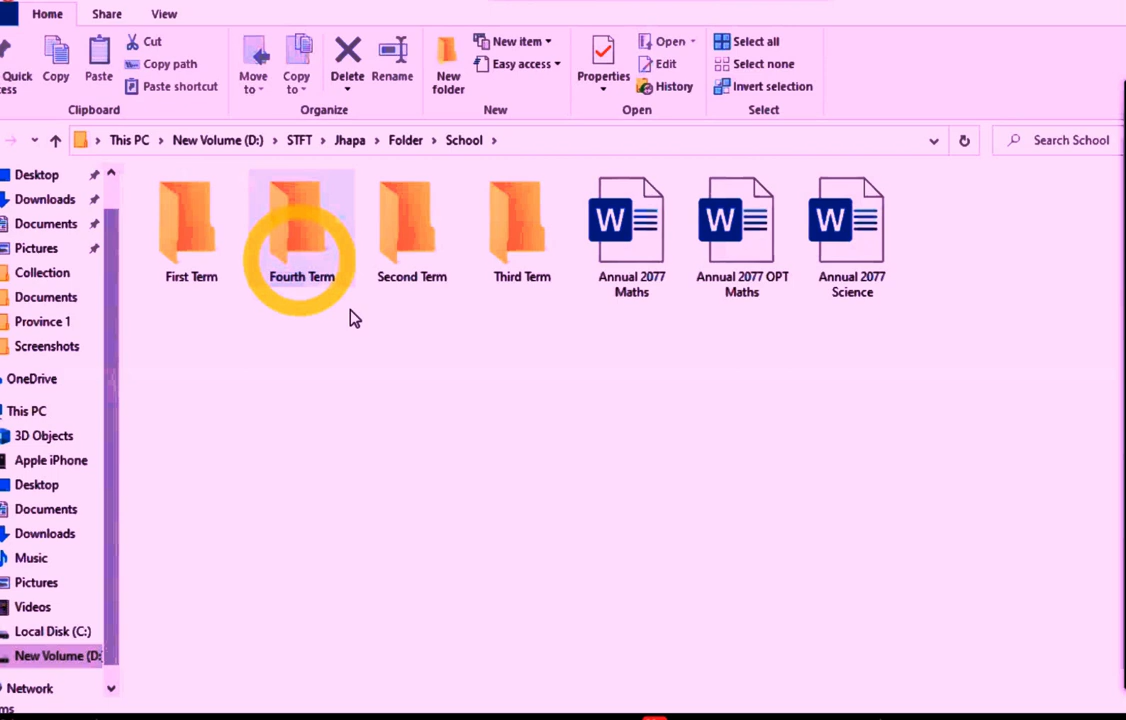 Home Share View
Quick
cess
Copy
Paste
Cut
Copy path
Paste shortcut
Move
to
Copy
to
Delete
Rename
New
folder
New item
Easy access
Properties
Open
Edit
History
Select all
Select none
Invert selection
Clipboard Organize New Open Select
This PC > New Volume (D:) > STFT > Jhapa > Folder > School >
Search School
Desktop
Downloads
Documents
Pictures
Collection
Documents
Province 1
Screenshots
OneDrive
This PC
3D Objects
Apple iPhone
Desktop
Documents
Downloads
Music
Pictures
Videos
Local Disk (C:)
New Volume (D:
Network
ms
First Term
Fourth Term
Second Term
Third Term
W
Annual 2077
Maths
W
Annual 2077 OPT
Maths
W
Annual 2077
Science